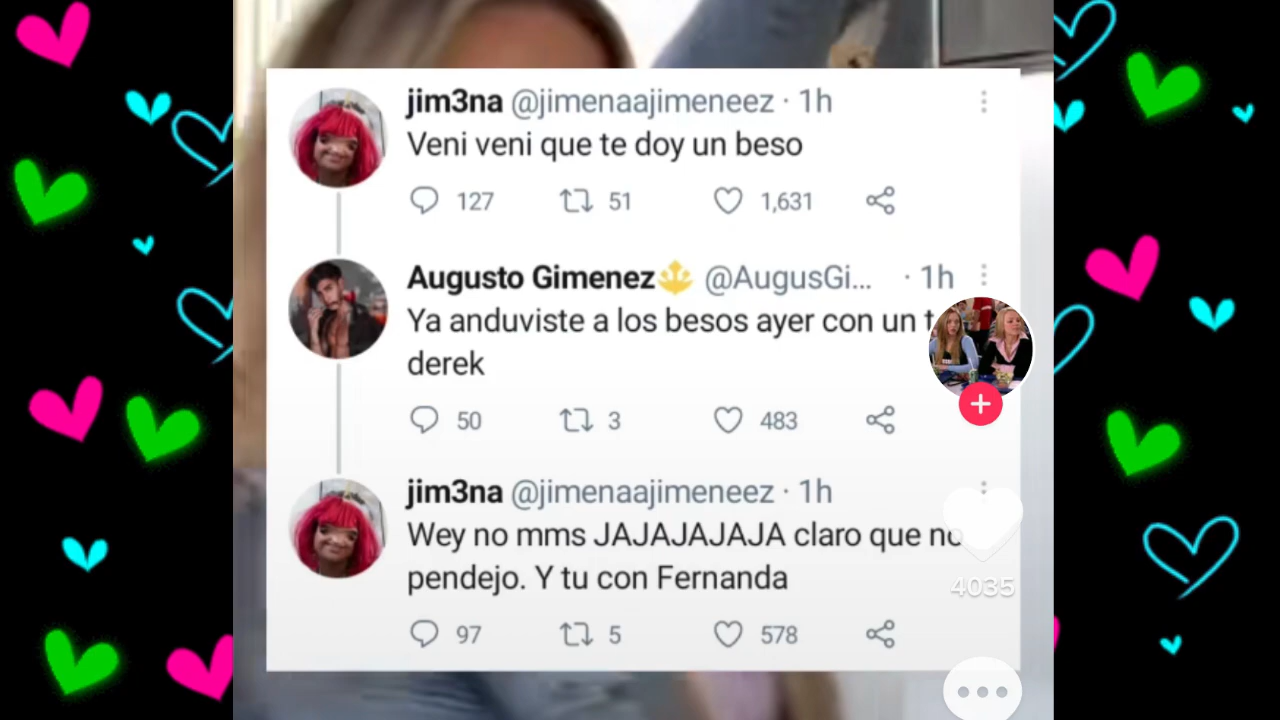 jim3na @jimenaajimeneez · 1h
Veni veni que te doy un beso
127 51 1,631
Augusto Gimenez @AugusGi... · 1h
Ya anduviste a los besos ayer con un
derek
50 3 483
jim3na @jimenaajimeneez · 1h
Wey no mms JAJAJAJAJA claro que no
pendejo. Y tu con Fernanda
97 5 578
4035